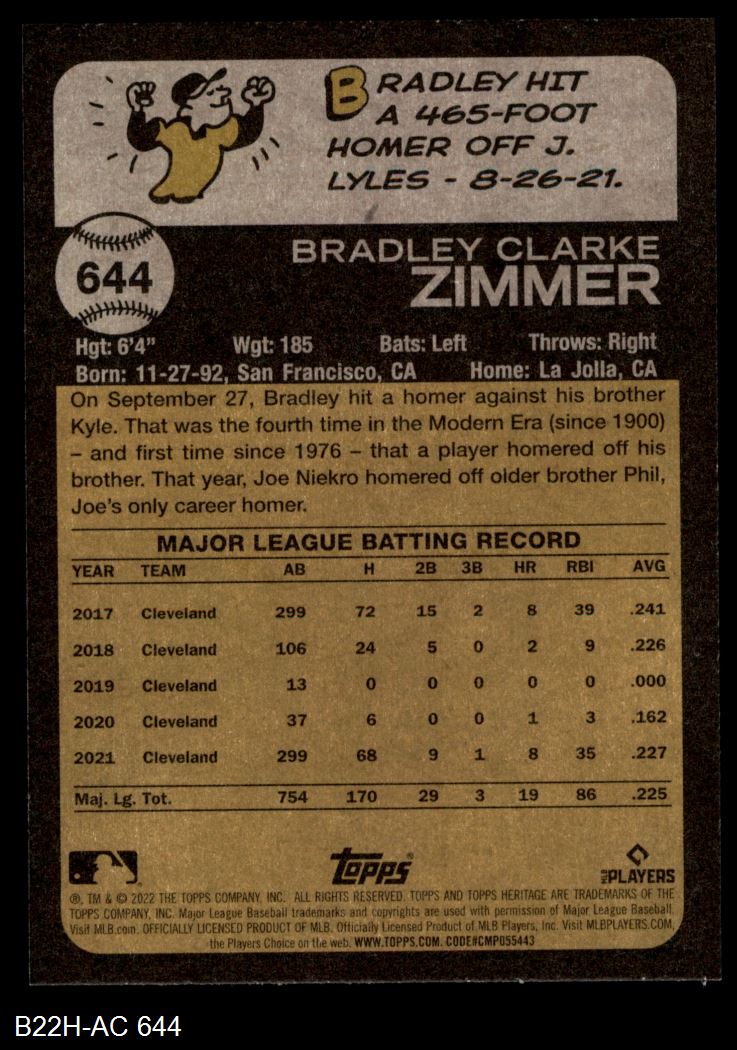 BRADLEY HIT
A 465-FOOT
HOMER OFF J.
LYLES - 8-26-21.
644
BRADLEY CLARKE
ZIMMER
Hgt: 6'4" Wgt: 185 Bats: Left Throws: Right
Born: 11-27-92, San Francisco, CA Home: La Jolla, CA
On September 27, Bradley hit a homer against his brother
Kyle. That was the fourth time in the Modern Era (since 1900)
– and first time since 1976 – that a player homered off his
brother. That year, Joe Niekro homered off older brother Phil,
Joe's only career homer.
MAJOR LEAGUE BATTING RECORD
YEAR TEAM AB H 2B 3B HR RBI AVG
2017 Cleveland 299 72 15 2 8 39 .241
2018 Cleveland 106 24 5 0 2 9 .226
2019 Cleveland 13 0 0 0 0 0 .000
2020 Cleveland 37 6 0 0 1 3 .162
2021 Cleveland 299 68 9 1 8 35 .227
Maj. Lg. Tot. 754 170 29 3 19 86 .225
Topps® MLB PLAYERS
®, TM & © 2022 THE TOPPS COMPANY, INC. ALL RIGHTS RESERVED. TOPPS AND TOPPS HERITAGE ARE TRADEMARKS OF THE
TOPPS COMPANY, INC. Major League Baseball trademarks and copyrights are used with permission of Major League Baseball.
Visit MLB.com. OFFICIALLY LICENSED PRODUCT OF MLB. Officially Licensed Product of MLB Players, Inc. Visit MLBPLAYERS.COM,
the Players Choice on the web. WWW.TOPPS.COM. CODE#CMP055443
B22H-AC 644